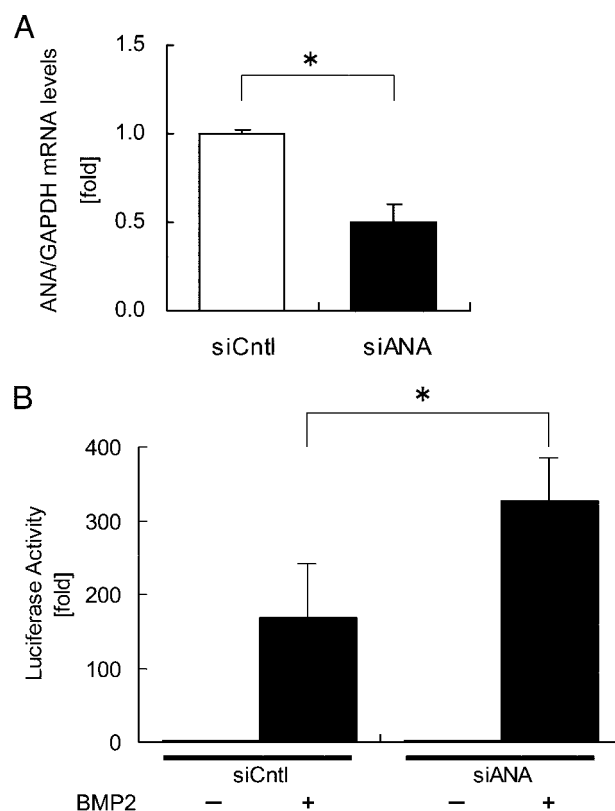 A
ANA/GAPDH mRNA levels
[fold]
1.5
1.0
0.5
0.0
*
siCntl siANA
B
Luciferase Activity
[fold]
400
300
200
100
0
*
siCntl siANA
BMP2 − + − +